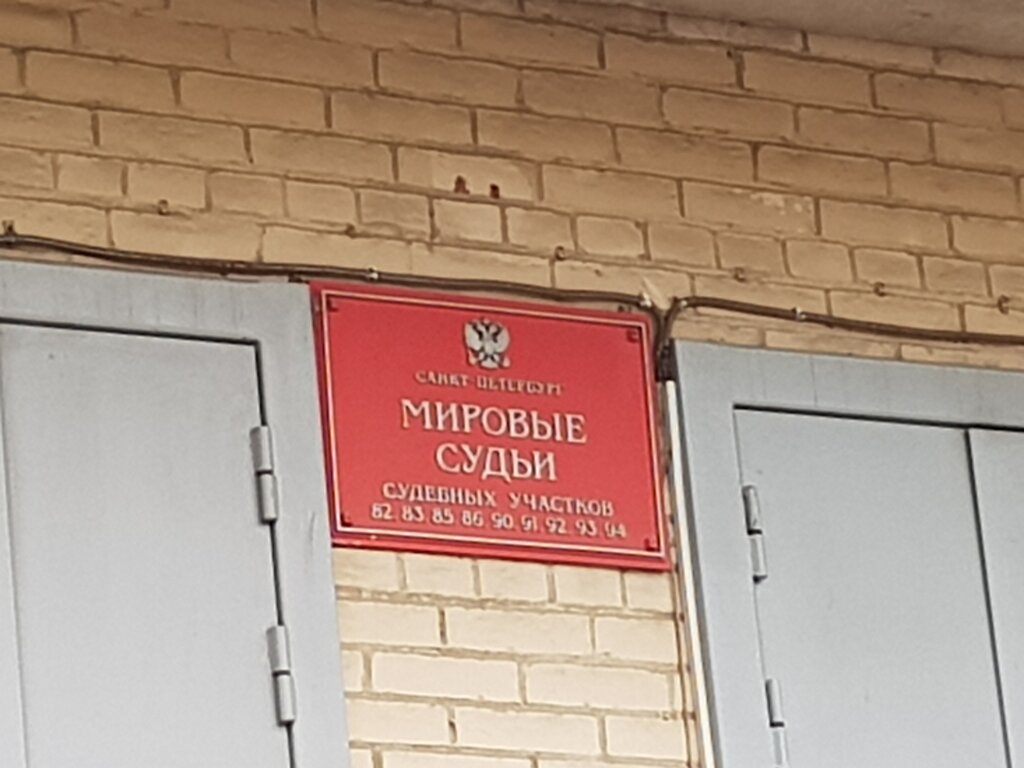 САНКТ-ПЕТЕРБУРГ
МИРОВЫЕ
СУДЬИ
СУДЕБНЫХ УЧАСТКОВ
82 83 85 86 90 91 92 93 94